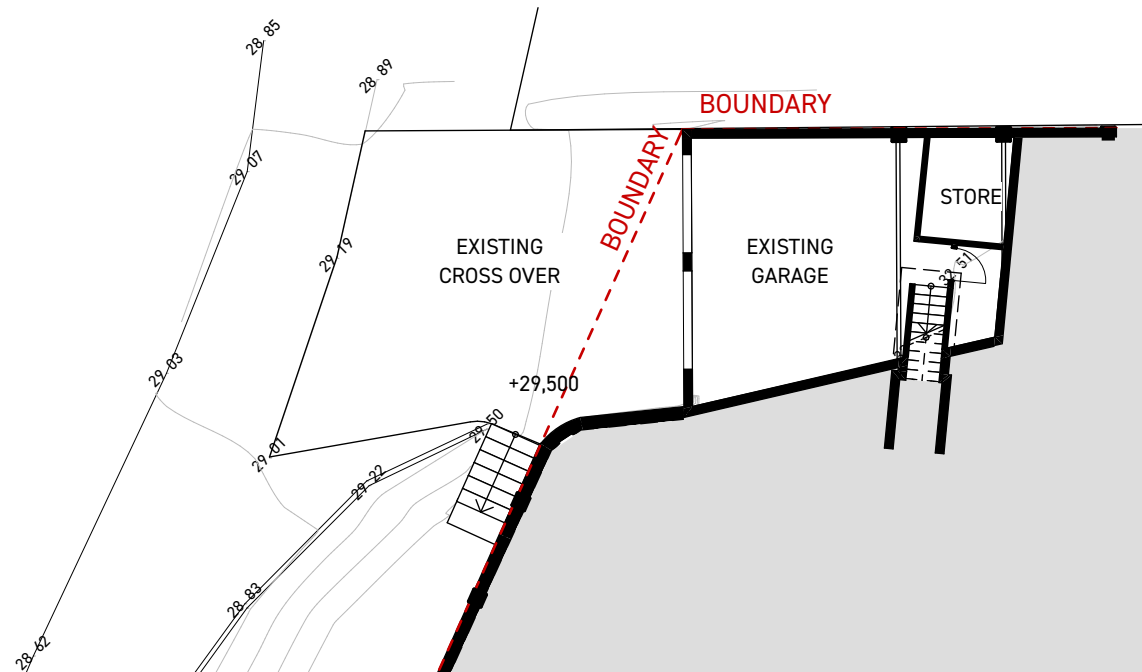 28 85
28 89
BOUNDARY
BOUNDARY
29 07
STORE
29 19
EXISTING
CROSS OVER
EXISTING
GARAGE
32 51
29 03
+29,500
29 50
29 01
29 22
28 83
28 62